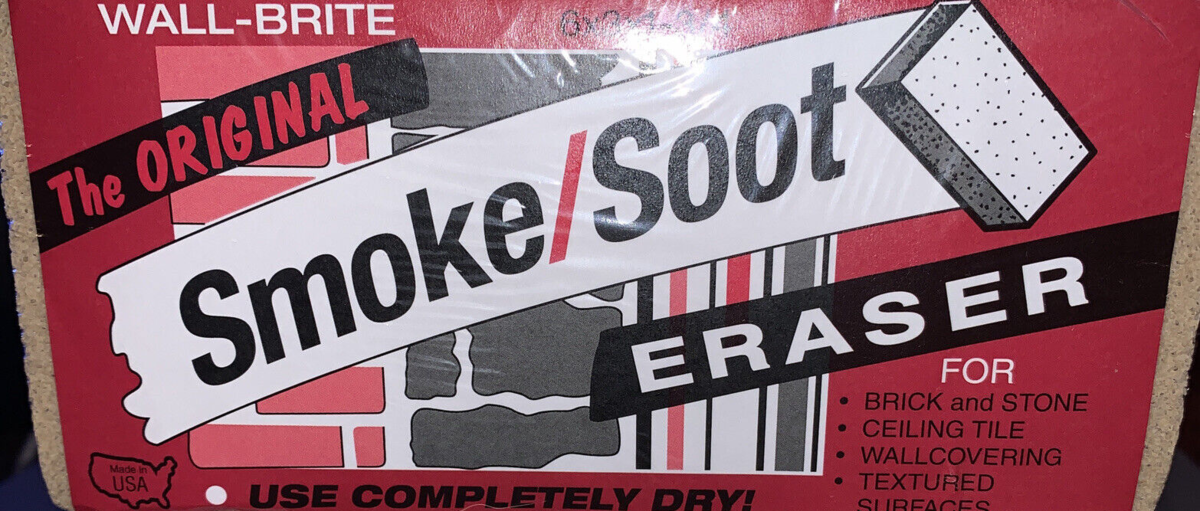 WALL-BRITE
The ORIGINAL
Smoke/Soot
ERASER
FOR
• BRICK and STONE
• CEILING TILE
• WALLCOVERING
• TEXTURED
SURFACES
Made in
USA
USE COMPLETELY DRY!